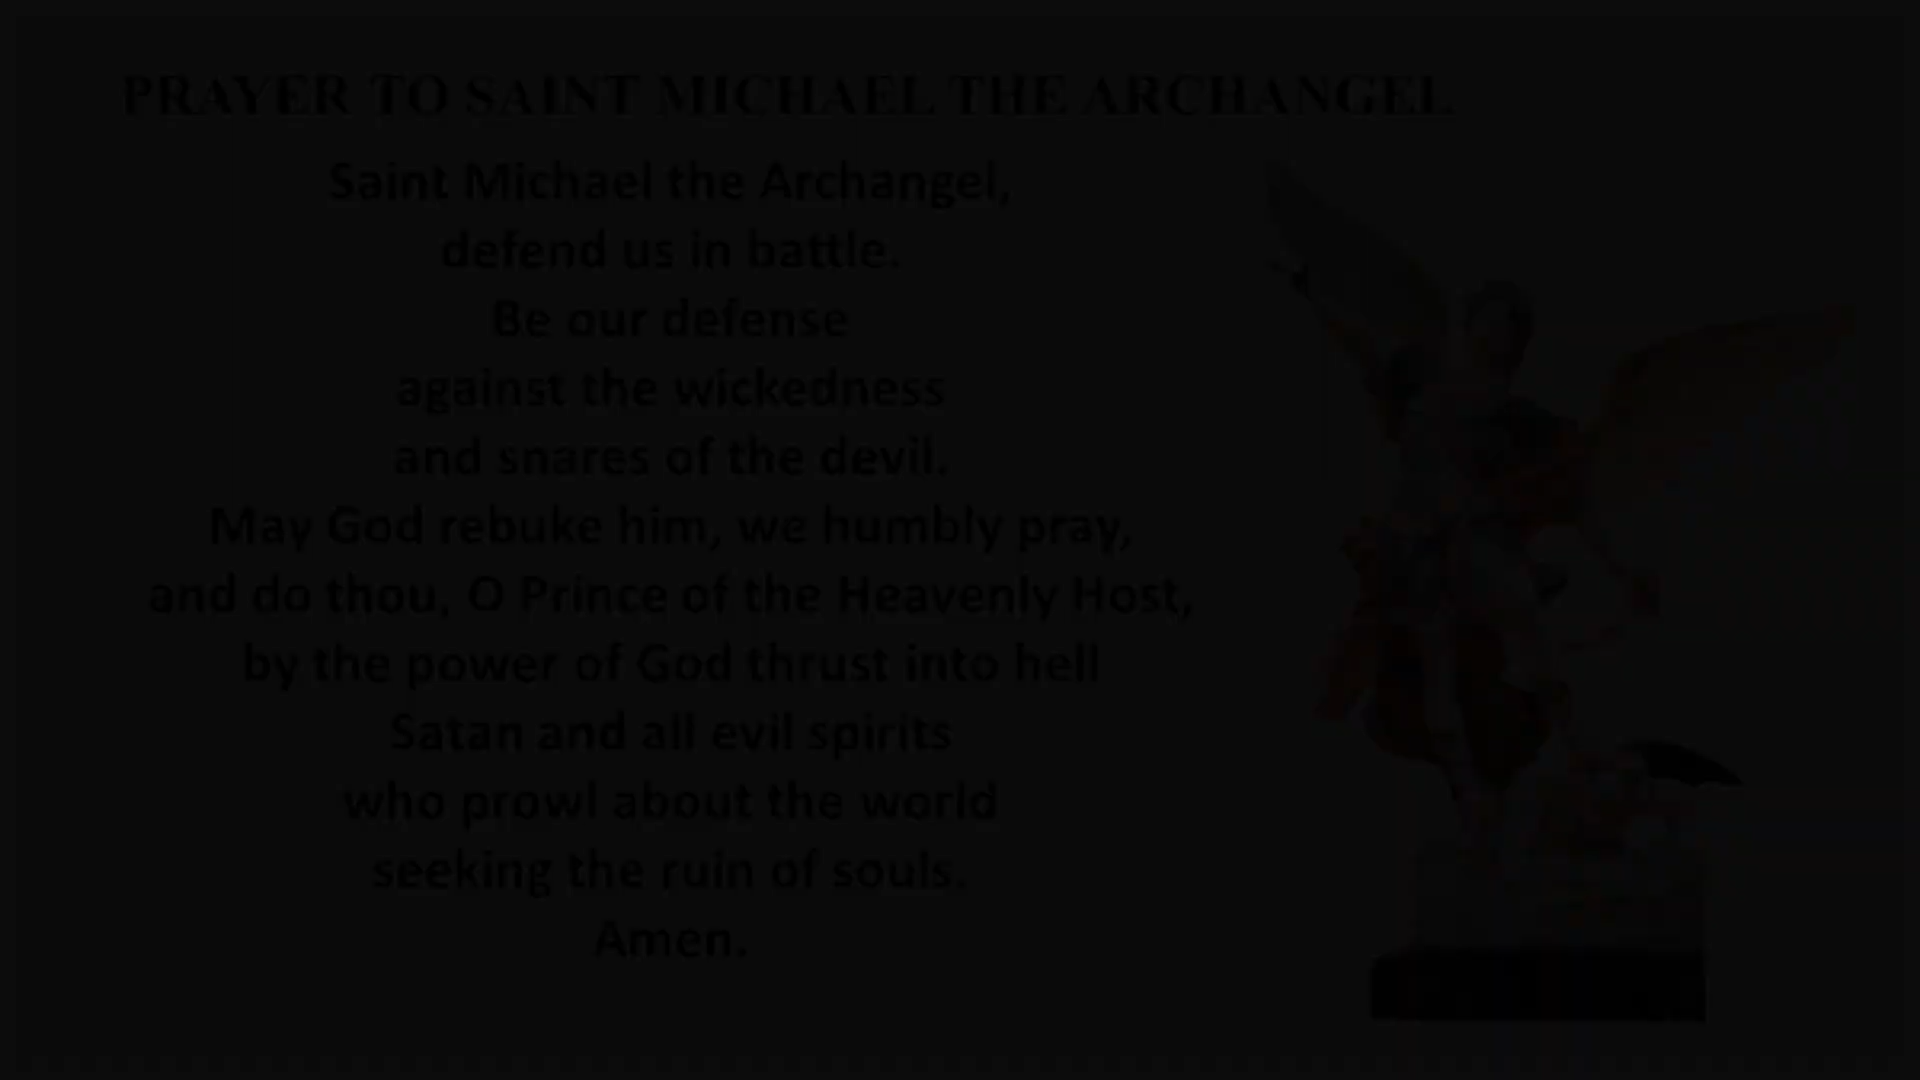 PRAYER TO SAINT MICHAEL THE ARCHANGEL
Saint Michael the Archangel,
defend us in battle.
Be our defense
against the wickedness
and snares of the devil.
May God rebuke him, we humbly pray,
and do thou, O Prince of the Heavenly Host,
by the power of God thrust into hell
Satan and all evil spirits
who prowl about the world
seeking the ruin of souls.
Amen.